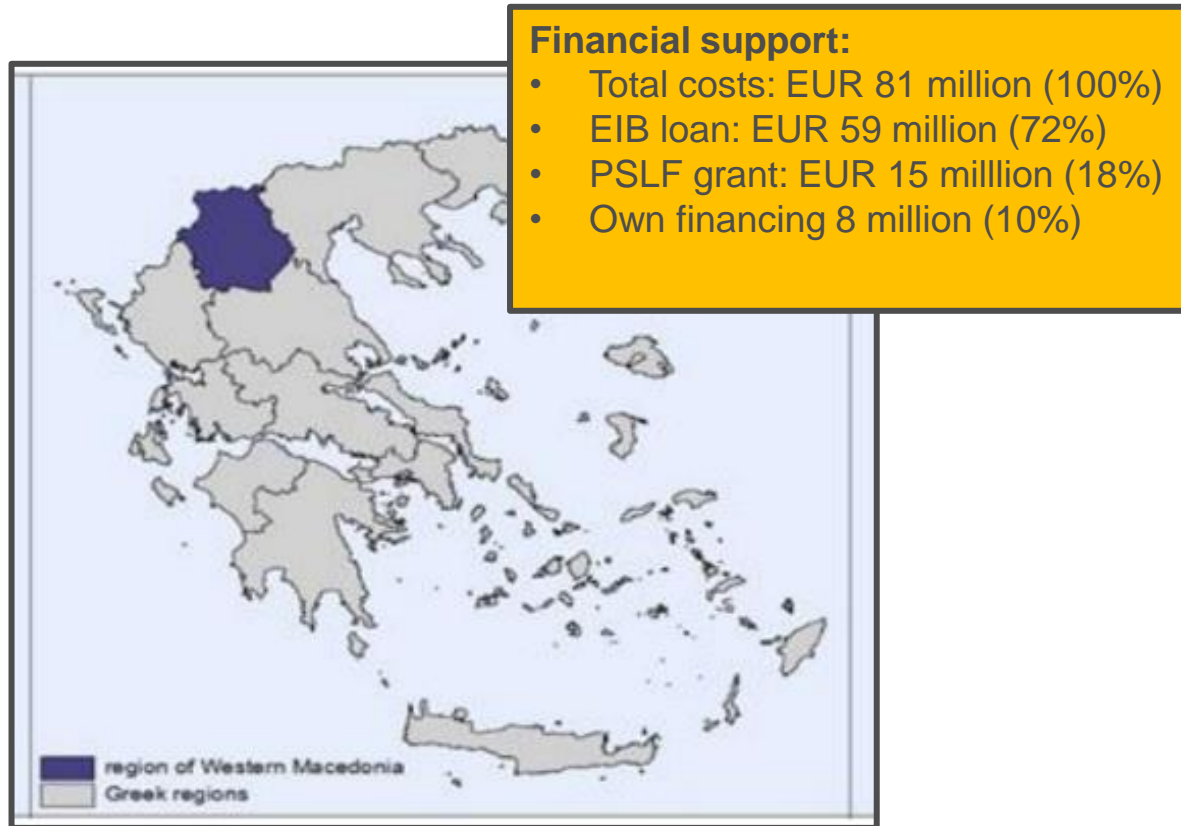 Financial support:
• Total costs: EUR 81 million (100%)
• EIB loan: EUR 59 million (72%)
• PSLF grant: EUR 15 milllion (18%)
• Own financing 8 million (10%)
region of Western Macedonia
Greek regions